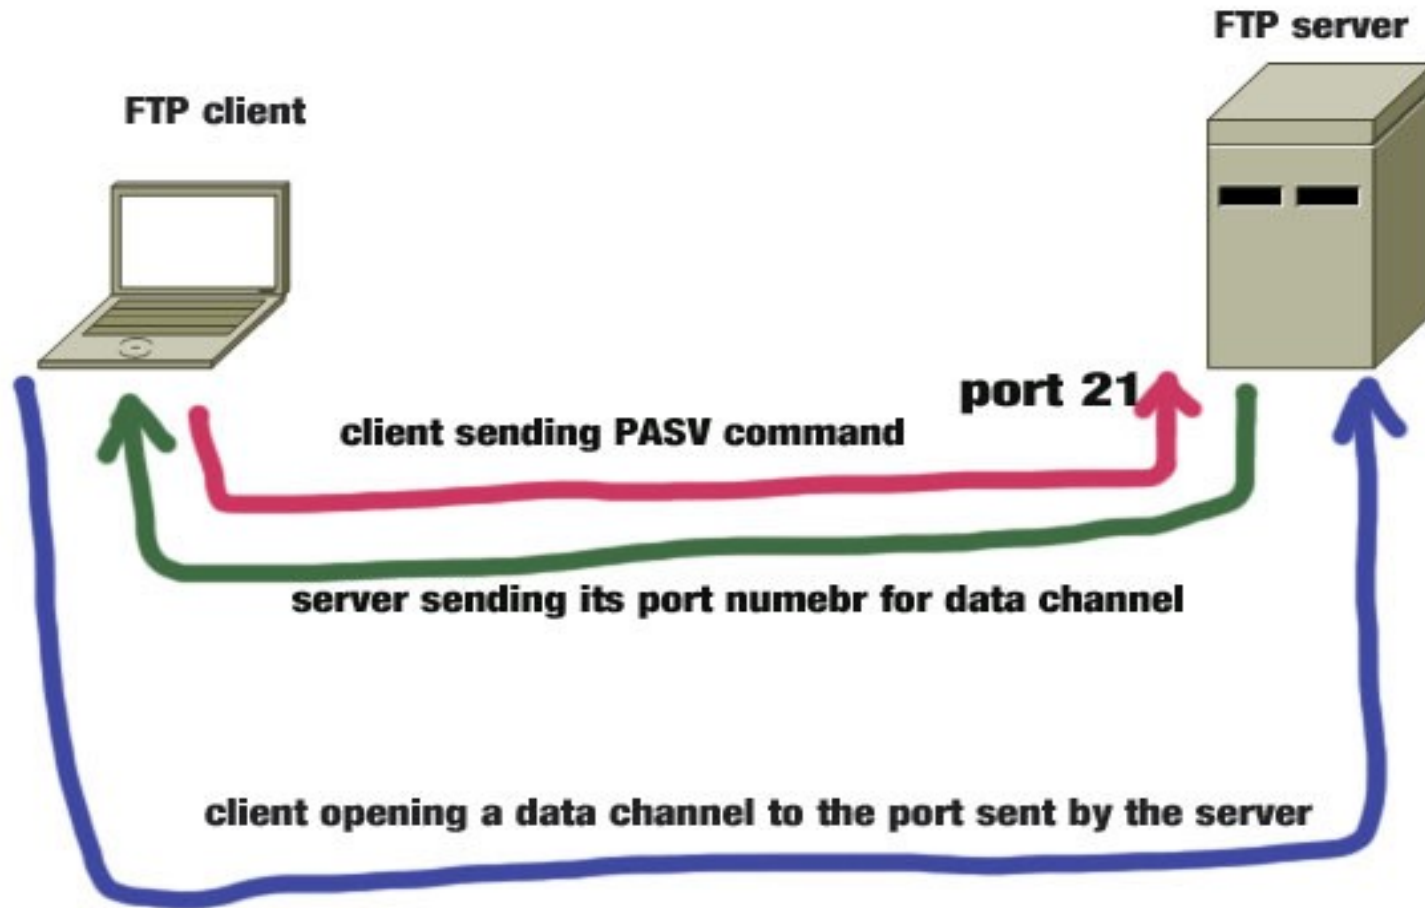 FTP server
FTP client
port 21
client sending PASV command
server sending its port numebr for data channel
client opening a data channel to the port sent by the server